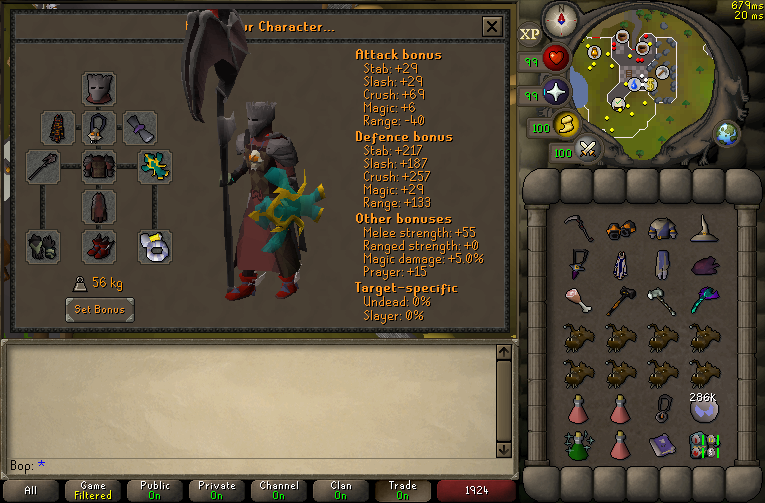 ur Character...
679ms
20 ms
XP
99
99
100
100
Attack bonus
Stab: +29
Slash: +29
Crush: +69
Magic: +6
Range: -40
Defence bonus
Stab: +217
Slash: +187
Crush: +257
Magic: +29
Range: +133
Other bonuses
Melee strength: +55
Ranged strength: +0
Magic damage: +5.0%
Prayer: +15
Target-specific
Undead: 0%
Slayer: 0%
56 kg
Set Bonus
286K
Bop: *
All
Game
Filtered
Public
On
Private
On
Channel
On
Clan
On
Trade
On
1924